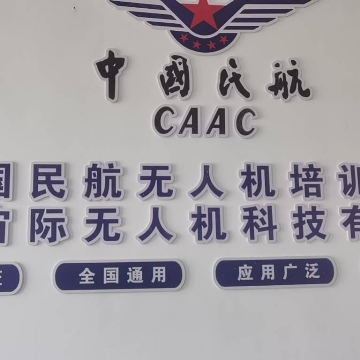 中国民航
CAAC
国民航无人机培训
宙际无人机科技有
全国通用
应用广泛